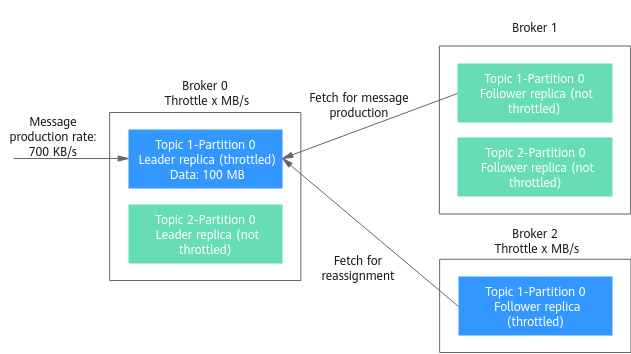 Message
production rate:
700 KB/s
Broker 0
Throttle x MB/s
Topic 1-Partition 0
Leader replica (throttled)
Data: 100 MB
Topic 2-Partition 0
Leader replica (not
throttled)
Fetch for message
production
Fetch for
reassignment
Broker 1
Topic 1-Partition 0
Follower replica (not
throttled)
Topic 2-Partition 0
Follower replica (not
throttled)
Broker 2
Throttle x MB/s
Topic 1-Partition 0
Follower replica
(throttled)